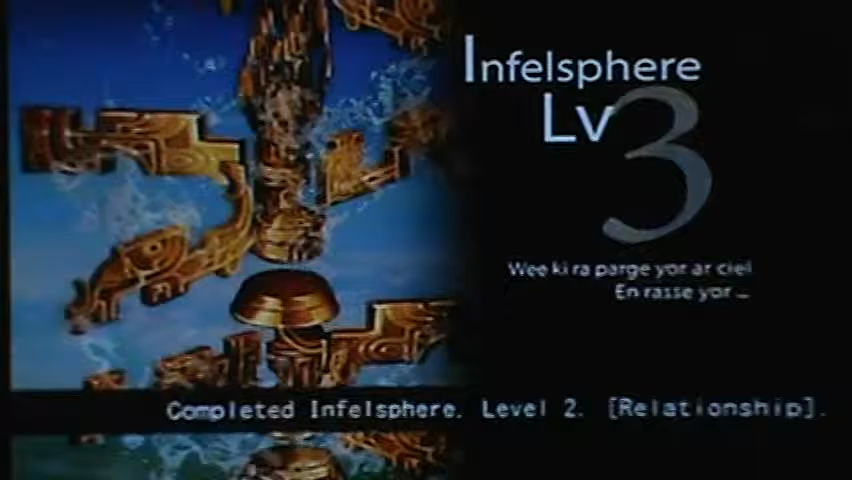 Infelsphere
Lv3
Wee ki ra parge yor ar ciel
En rasse yor ...
Completed Infelsphere. Level 2. [Relationship].